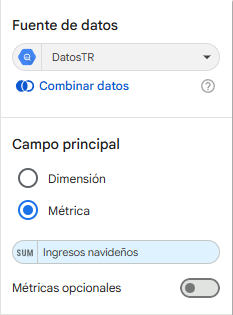 Fuente de datos
DatosTR
Combinar datos
?
Campo principal
Dimensión
Métrica
SUM Ingresos navideños
Métricas opcionales